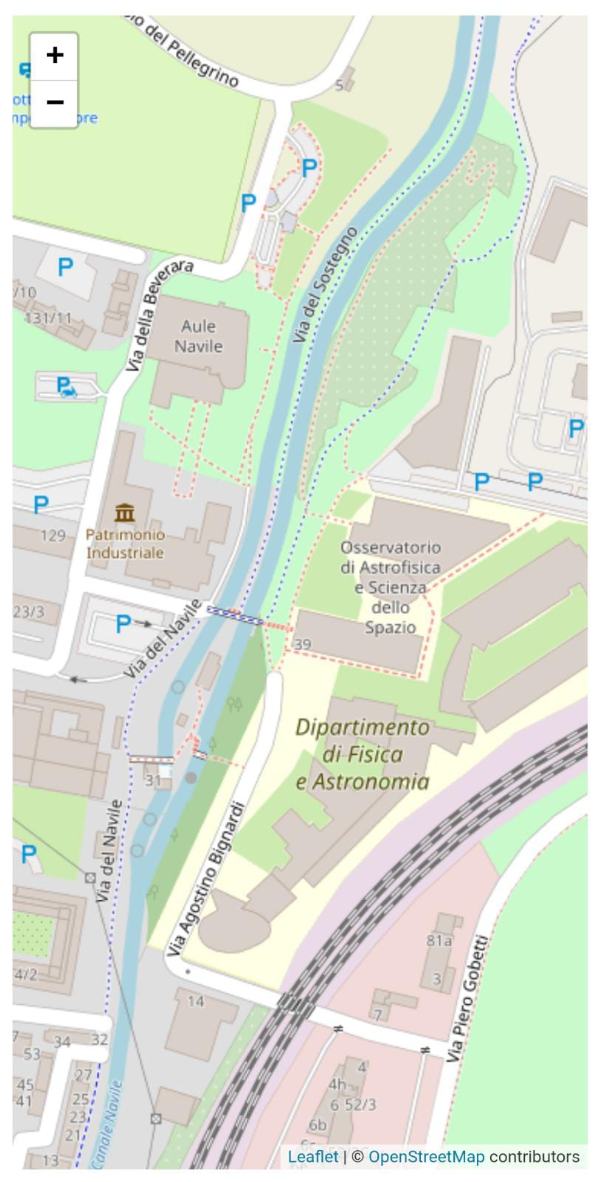 +
−
io del Pellegrino
5
P
P
P
Via della Beverara
/10
131/11
Aule
Navile
Via del Sostegno
P
P
P
P
P
129
Patrimonio
Industriale
Osservatorio
di Astrofisica
e Scienza
dello
Spazio
23/3
P
Via del Navile
39
Dipartimento
di Fisica
e Astronomia
31
P
Via del Navile
Via Agostino Bignardi
4/2
81a
3
7
Via Piero Gobetti
14
7
53
34
32
45
41
27
25
23
21
13
4
4h
6
52/3
6b
Canale Navile
Leaflet | © OpenStreetMap contributors